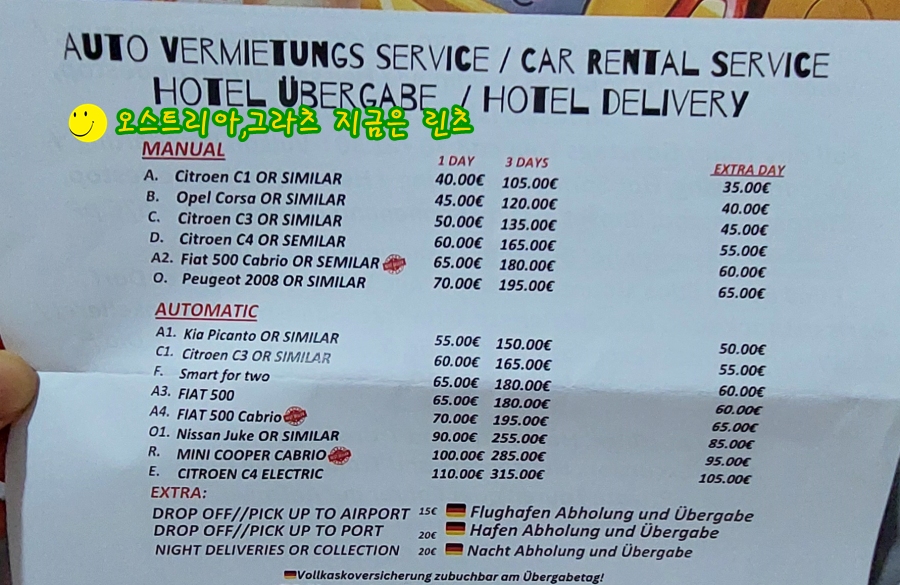 AUTO VERMIETUNGS SERVICE / CAR RENTAL SERVICE
HOTEL ÜBERGABE / HOTEL DELIVERY
오스트리아,그라츠 지금은 린츠
MANUAL 1 DAY 3 DAYS EXTRA DAY
A. Citroen C1 OR SIMILAR 40.00€ 105.00€ 35.00€
B. Opel Corsa OR SIMILAR 45.00€ 120.00€ 40.00€
C. Citroen C3 OR SIMILAR 50.00€ 135.00€ 45.00€
D. Citroen C4 OR SEMILAR 60.00€ 165.00€ 55.00€
A2. Fiat 500 Cabrio OR SEMILAR 65.00€ 180.00€ 60.00€
O. Peugeot 2008 OR SIMILAR 70.00€ 195.00€ 65.00€
AUTOMATIC
A1. Kia Picanto OR SIMILAR 55.00€ 150.00€ 50.00€
C1. Citroen C3 OR SIMILAR 60.00€ 165.00€ 55.00€
F. Smart for two 65.00€ 180.00€ 60.00€
A3. FIAT 500 65.00€ 180.00€ 60.00€
A4. FIAT 500 Cabrio 70.00€ 195.00€ 65.00€
O1. Nissan Juke OR SIMILAR 90.00€ 255.00€ 85.00€
R. MINI COOPER CABRIO 100.00€ 285.00€ 95.00€
E. CITROEN C4 ELECTRIC 110.00€ 315.00€ 105.00€
EXTRA:
DROP OFF//PICK UP TO AIRPORT 15€ Flughafen Abholung und Übergabe
DROP OFF//PICK UP TO PORT 20€ Hafen Abholung und Übergabe
NIGHT DELIVERIES OR COLLECTION 20€ Nacht Abholung und Übergabe
Vollkaskoversicherung zubuchbar am Übergabetag!